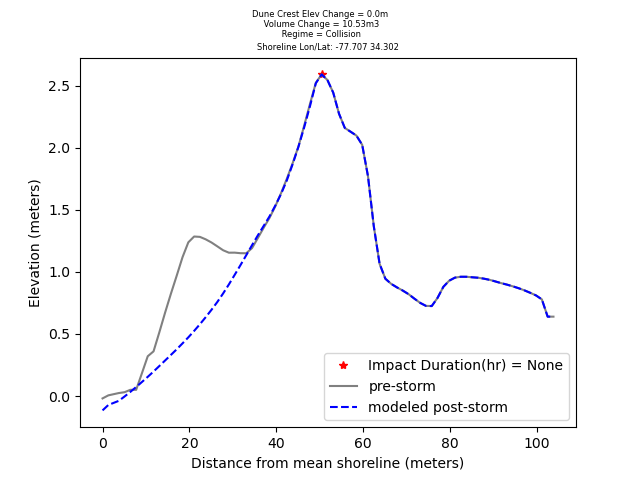 Dune Crest Elev Change = 0.0m
Volume Change = 10.53m3
Regime = Collision
Shoreline Lon/Lat: -77.707 34.302
2.5
2.0
1.5
1.0
0.5
0.0
Elevation (meters)
Impact Duration(hr) = None
pre-storm
modeled post-storm
0 20 40 60 80 100
Distance from mean shoreline (meters)